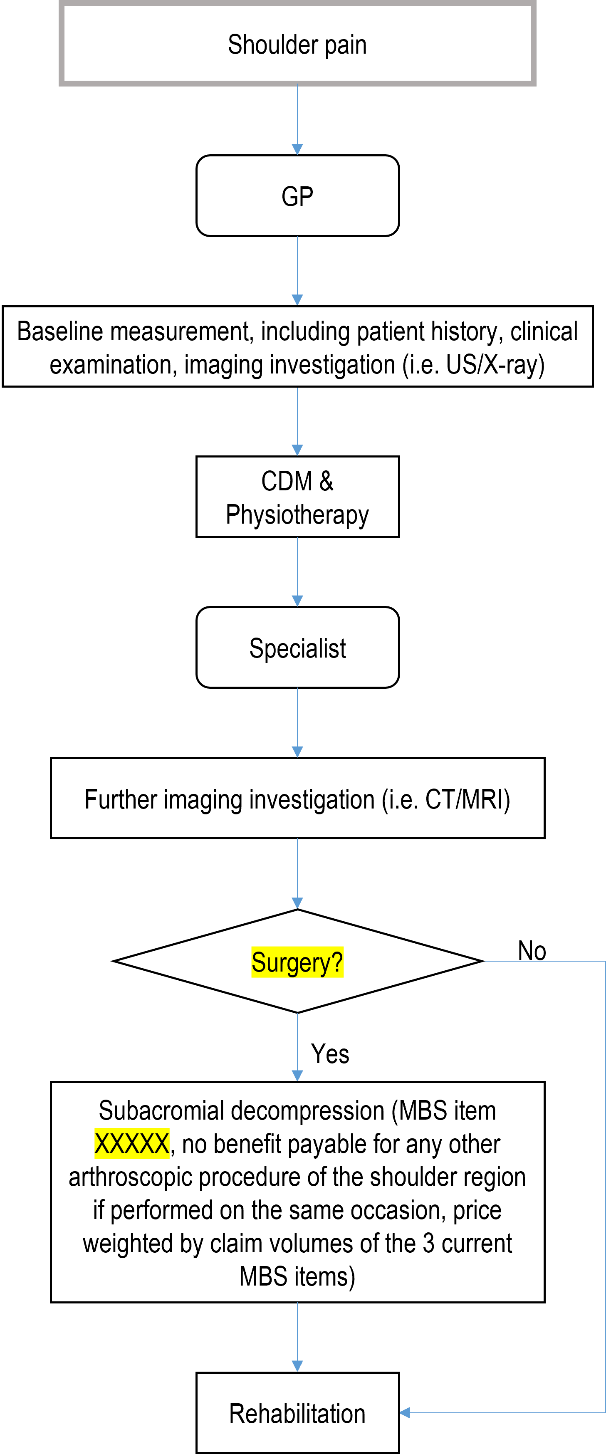 Shoulder pain
GP
Baseline measurement, including patient history, clinical
examination, imaging investigation (i.e. US/X-ray)
CDM &
Physiotherapy
Specialist
Further imaging investigation (i.e. CT/MRI)
Surgery?
No
Yes
Subacromial decompression (MBS item
XXXXX, no benefit payable for any other
arthroscopic procedure of the shoulder region
if performed on the same occasion, price
weighted by claim volumes of the 3 current
MBS items)
Rehabilitation